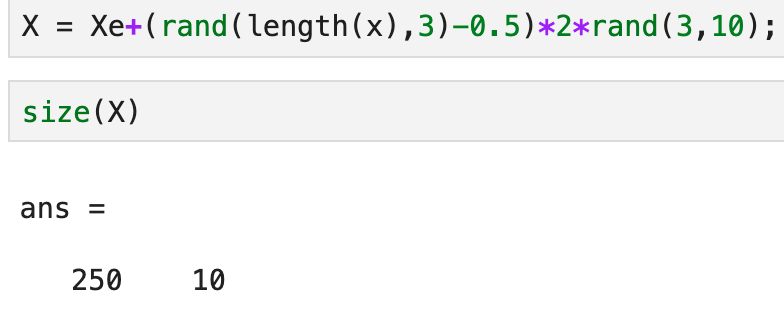 X = Xe+(rand(length(x),3)-0.5)*2*rand(3,10);
size(X)
ans =
250 10